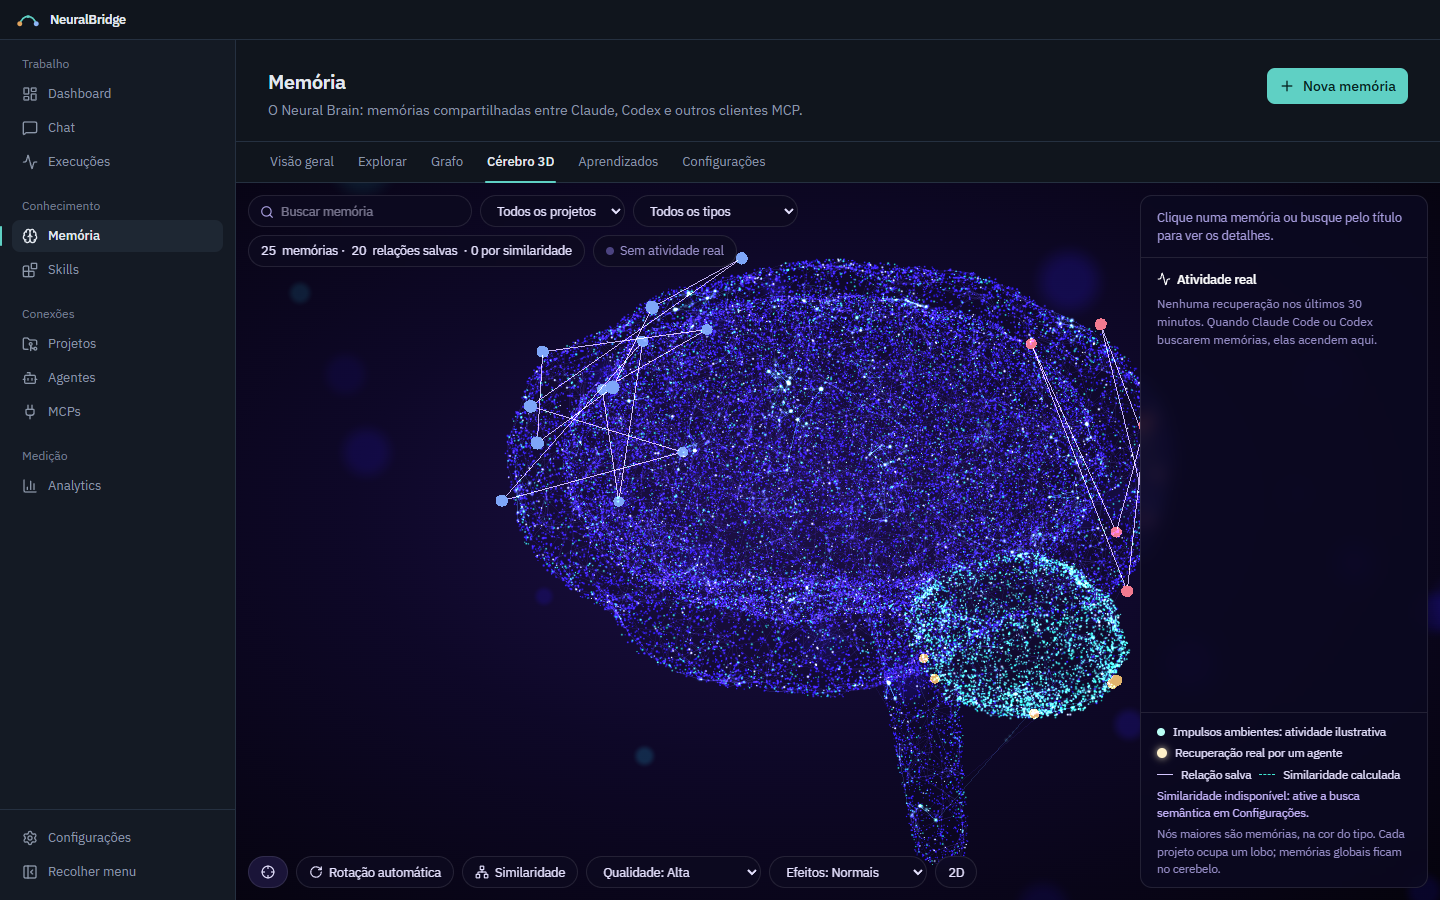 NeuralBridge
Trabalho
Dashboard
Chat
Execuções
Conhecimento
Memória
Skills
Conexões
Projetos
Agentes
MCPs
Medição
Analytics
Configurações
Recolher menu
Memória
O Neural Brain: memórias compartilhadas entre Claude, Codex e outros clientes MCP.
Nova memória
Visão geral Explorar Grafo Cérebro 3D Aprendizados Configurações
Buscar memória Todos os projetos Todos os tipos
25 memórias · 20 relações salvas · 0 por similaridade Sem atividade real
Clique numa memória ou busque pelo título
para ver os detalhes.
Atividade real
Nenhuma recuperação nos últimos 30
minutos. Quando Claude Code ou Codex
buscarem memórias, elas acendem aqui.
Impulsos ambientes: atividade ilustrativa
Recuperação real por um agente
Relação salva Similaridade calculada
Similaridade indisponível: ative a busca
semântica em Configurações.
Nós maiores são memórias, na cor do tipo. Cada
projeto ocupa um lobo; memórias globais ficam
no cerebelo.
Rotação automática Similaridade Qualidade: Alta Efeitos: Normais 2D